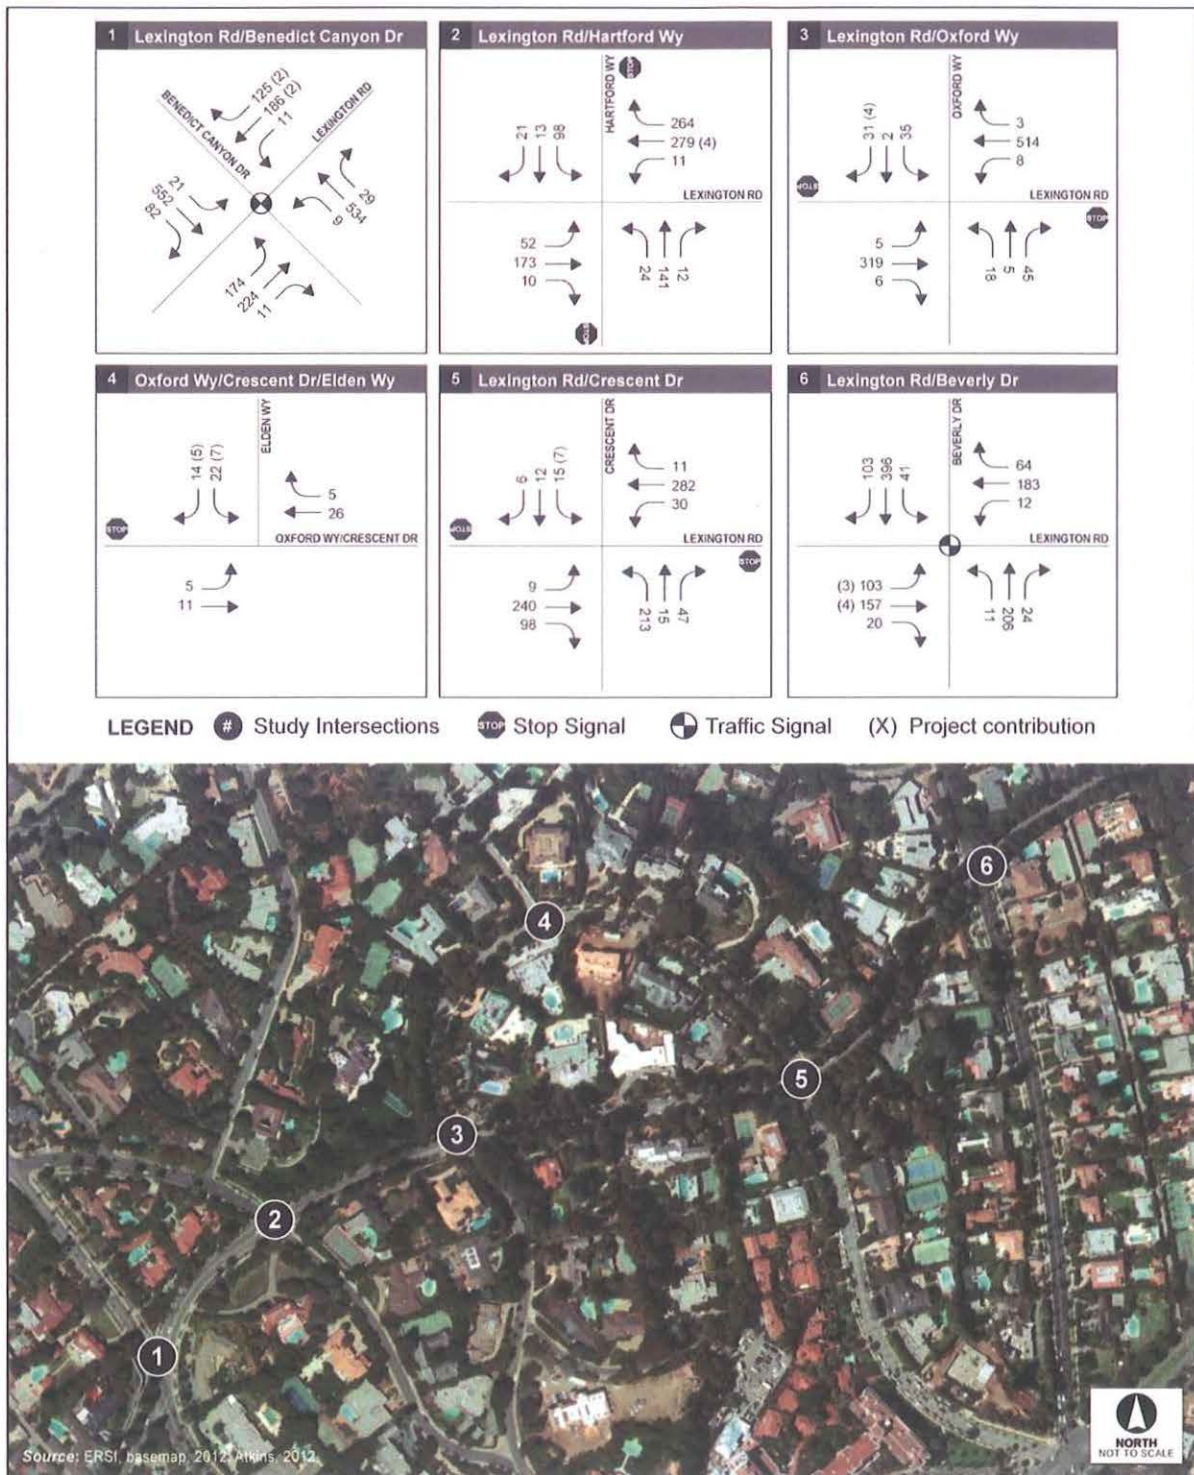 1 Lexington Rd/Benedict Canyon Dr
BENEDICT CANYON DR
LEXINGTON RD
125 (2)
186 (2)
11
21
552
82
29
534
9
174
224
11
2 Lexington Rd/Hartford Wy
HARTFORD WY
STOP
21
13
98
264
279 (4)
11
LEXINGTON RD
52
173
10
24
141
12
STOP
3 Lexington Rd/Oxford Wy
OXFORD WY
31 (4)
2
35
3
514
8
STOP
LEXINGTON RD
STOP
5
319
6
18
5
45
4 Oxford Wy/Crescent Dr/Elden Wy
ELDEN WY
14 (5)
22 (7)
5
26
STOP
OXFORD WY/CRESCENT DR
5
11
5 Lexington Rd/Crescent Dr
CRESCENT DR
6
12
15 (7)
11
282
30
STOP
LEXINGTON RD
STOP
9
240
98
213
15
47
6 Lexington Rd/Beverly Dr
BEVERLY DR
103
396
41
64
183
12
LEXINGTON RD
(3) 103
(4) 157
20
11
206
24
LEGEND # Study Intersections STOP Stop Signal Traffic Signal (X) Project contribution
6
4
5
3
2
1
NORTH
NOT TO SCALE
Source: ERSI, basemap, 2012; Atkins, 2012.